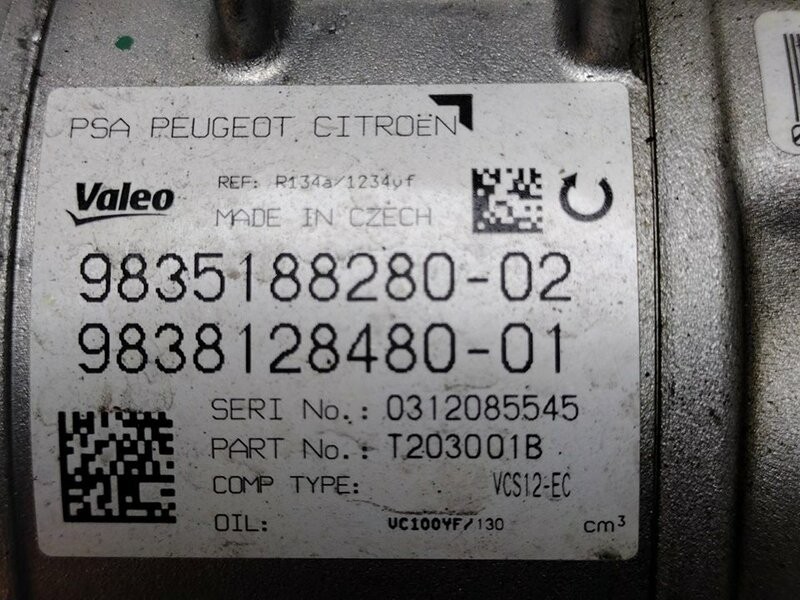 PSA PEUGEOT CITROËN
Valeo
REF: R134a/1234yf
MADE IN CZECH
9835188280-02
9838128480-01
SERI No.: 0312085545
PART No.: T203001B
COMP TYPE: VCS12-EC
OIL: VC100YF/130 cm³